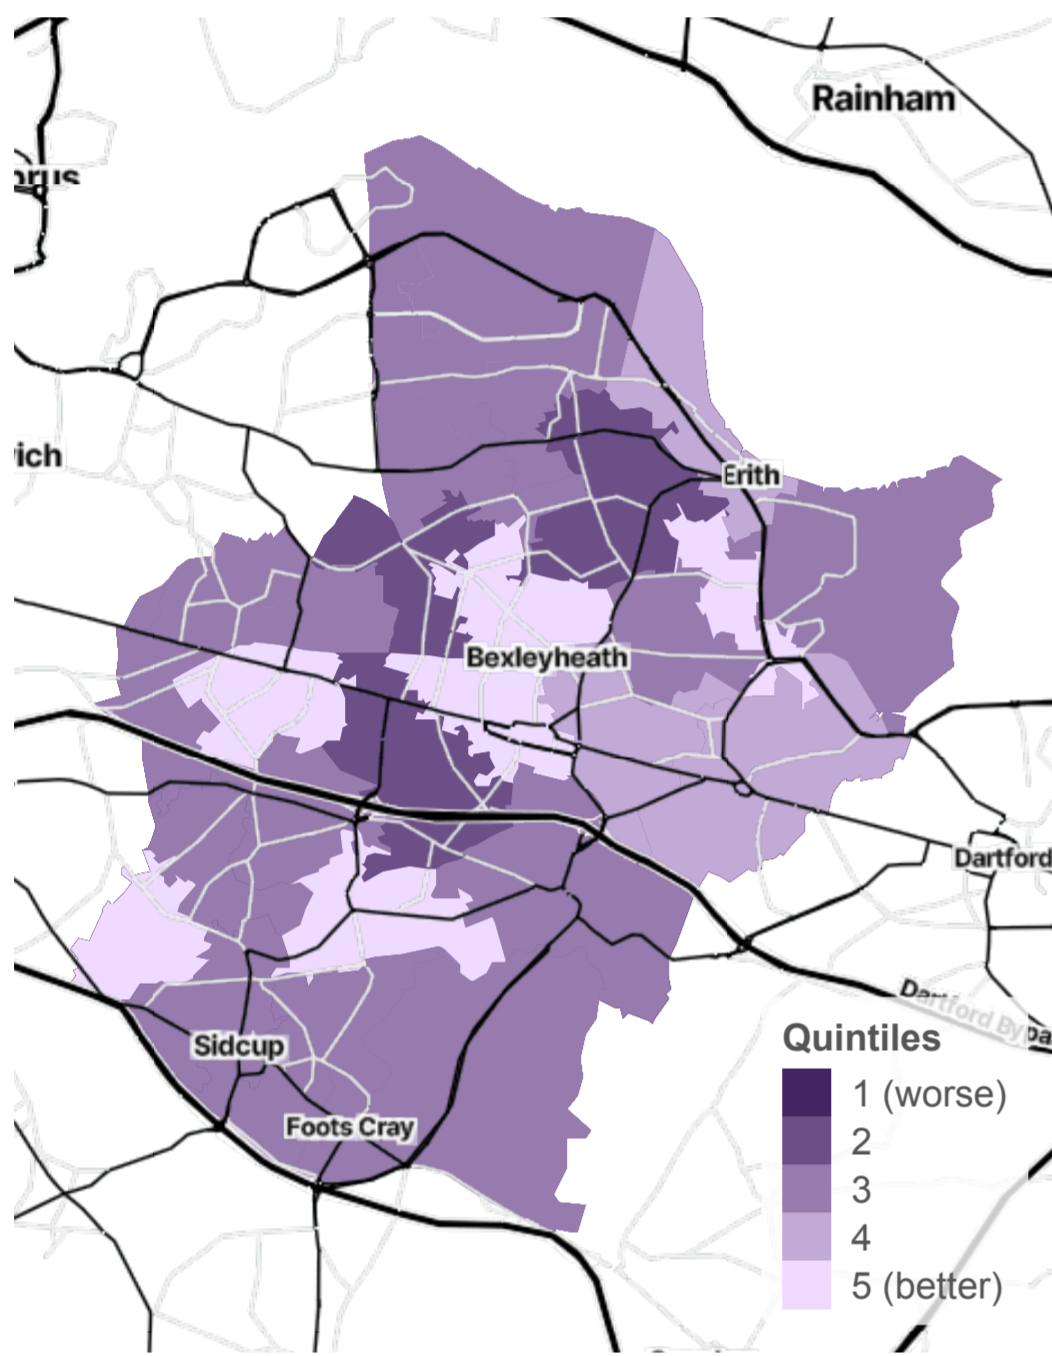 Rainham
Erith
Bexleyheath
Dartford
Sidcup
Foots Cray
Quintiles
1 (worse)
2
3
4
5 (better)